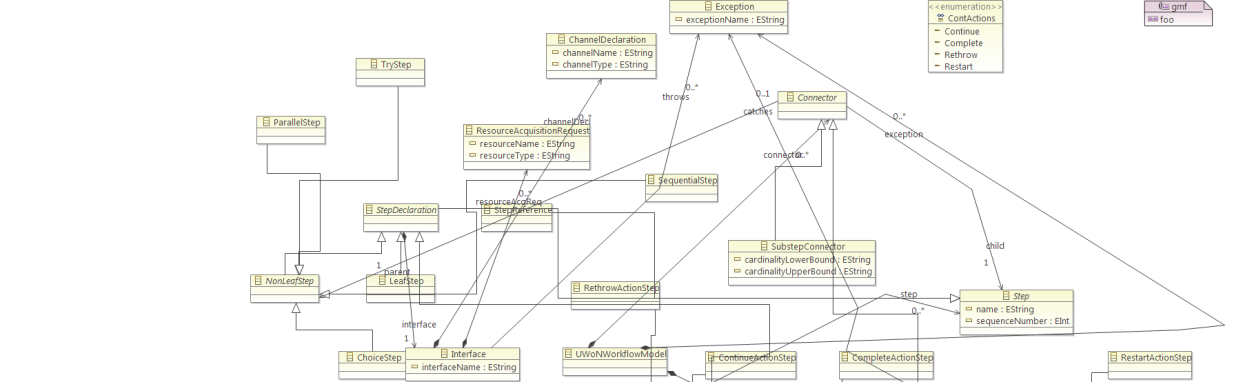 Exception
exceptionName : EString
<<enumeration>>
ContActions
Continue
Complete
Rethrow
Restart
gmf
foo
ChannelDeclaration
channelName : EString
channelType : EString
TryStep
0..*
throws
0..1
catches
Connector
0..*
exception
ParallelStep
channelDec
0..*
ResourceAcquisitionRequest
resourceName : EString
resourceType : EString
connector
0..*
SequentialStep
0..*
resourceAcqReq
StepDeclaration
StepReference
SubstepConnector
cardinalityLowerBound : EString
cardinalityUpperBound : EString
child
1
1
parent
NonLeafStep
LeafStep
RethrowActionStep
step
0..*
Step
name : EString
sequenceNumber : EInt
interface
1
ChoiceStep
Interface
interfaceName : EString
UWoNWorkflowModel
ContinueActionStep
CompleteActionStep
RestartActionStep